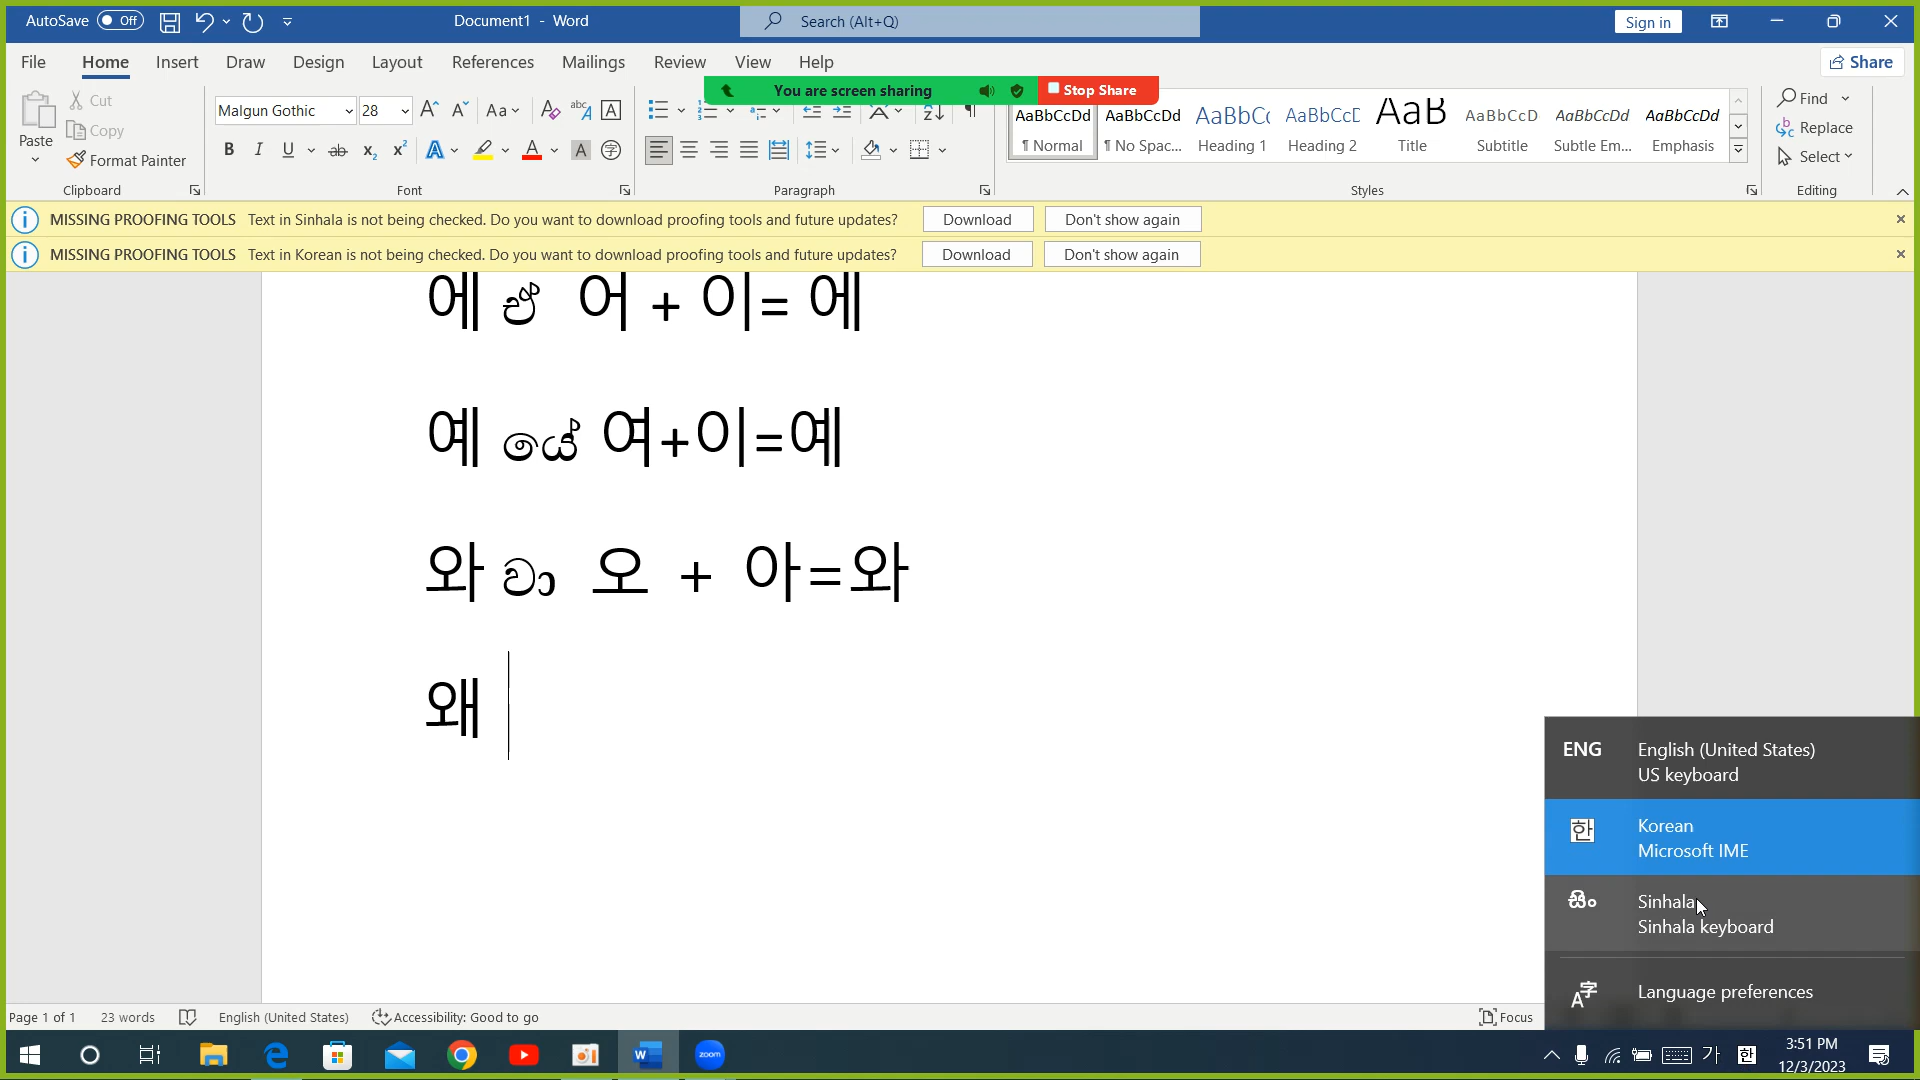 AutoSave Off Document1 - Word Search (Alt+Q) Sign in
File Home Insert Draw Design Layout References Mailings Review View Help Share
You are screen sharing Stop Share
Paste Cut Copy Format Painter Clipboard
Malgun Gothic 28 Font
Paragraph
AaBbCcDd AaBbCcDd AaBbCc AaBbCcC AaB AaBbCcD AaBbCcDd AaBbCcDd
¶ Normal ¶ No Spac... Heading 1 Heading 2 Title Subtitle Subtle Em... Emphasis
Styles
Find
Replace
Select
Editing
MISSING PROOFING TOOLS Text in Sinhala is not being checked. Do you want to download proofing tools and future updates? Download Don't show again
MISSING PROOFING TOOLS Text in Korean is not being checked. Do you want to download proofing tools and future updates? Download Don't show again
에 ඒ 어 + 이= 에
예 යේ 여+이=예
와 වා 오 + 아=와
왜
ENG English (United States)
US keyboard
한 Korean
Microsoft IME
සිං Sinhala
Sinhala keyboard
Language preferences
Page 1 of 1 23 words English (United States) Accessibility: Good to go Focus
zoom 가 한 3:51 PM
12/3/2023